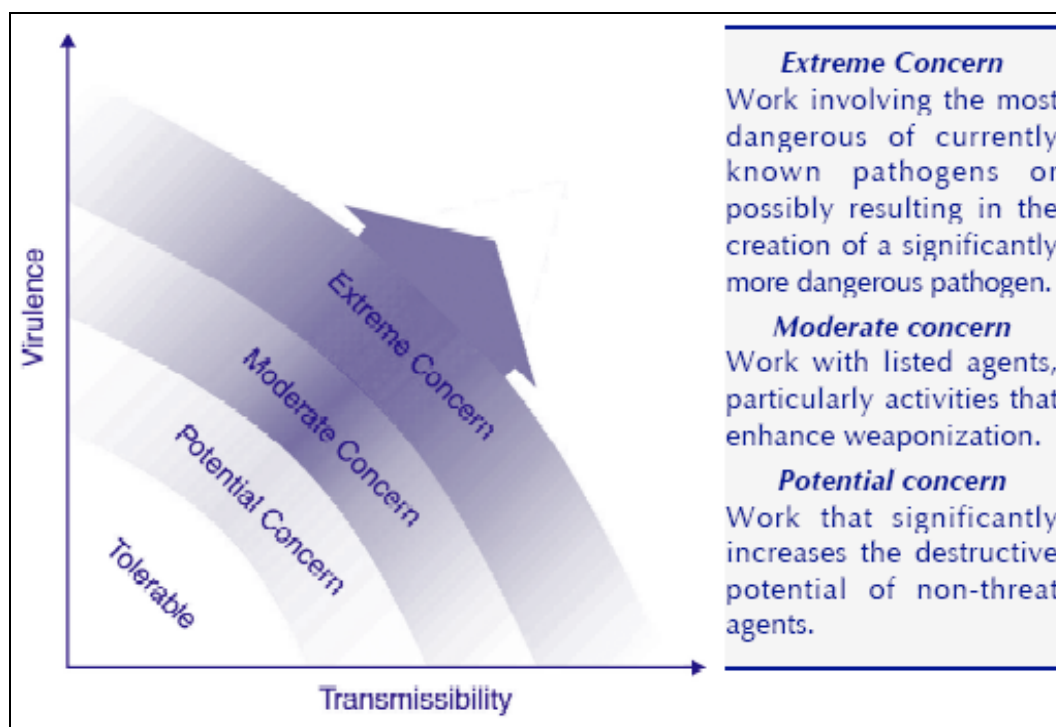 Virulence
Extreme Concern
Moderate Concern
Potential Concern
Tolerable
Transmissibility
Extreme Concern
Work involving the most
dangerous of currently
known pathogens or
possibly resulting in the
creation of a significantly
more dangerous pathogen.
Moderate concern
Work with listed agents,
particularly activities that
enhance weaponization.
Potential concern
Work that significantly
increases the destructive
potential of non-threat
agents.